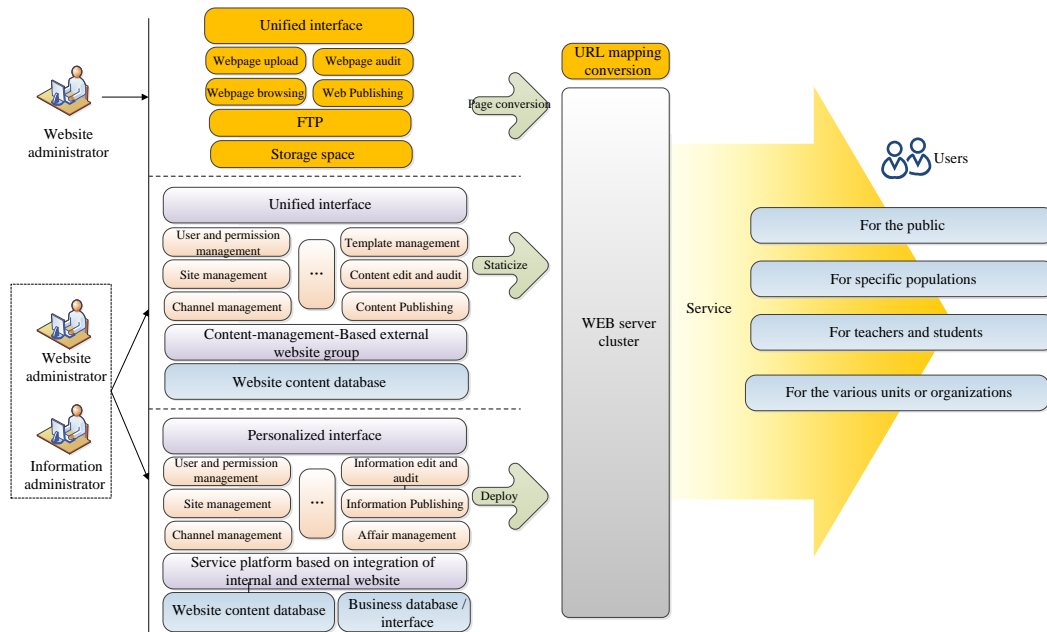 Website
administrator
Unified interface
Webpage upload
Webpage audit
Webpage browsing
Web Publishing
FTP
Storage space
Page conversion
URL mapping
conversion
Unified interface
User and permission
management
Template management
Site management
...
Content edit and audit
Channel management
Content Publishing
Content-management-Based external
website group
Website content database
Staticize
Website
administrator
Information
administrator
Personalized interface
User and permission
management
Information edit and
audit
Site management
...
Information Publishing
Channel management
Affair management
Service platform based on integration of
internal and external website
Website content database
Business database /
interface
Deploy
WEB server
cluster
Service
Users
For the public
For specific populations
For teachers and students
For the various units or organizations